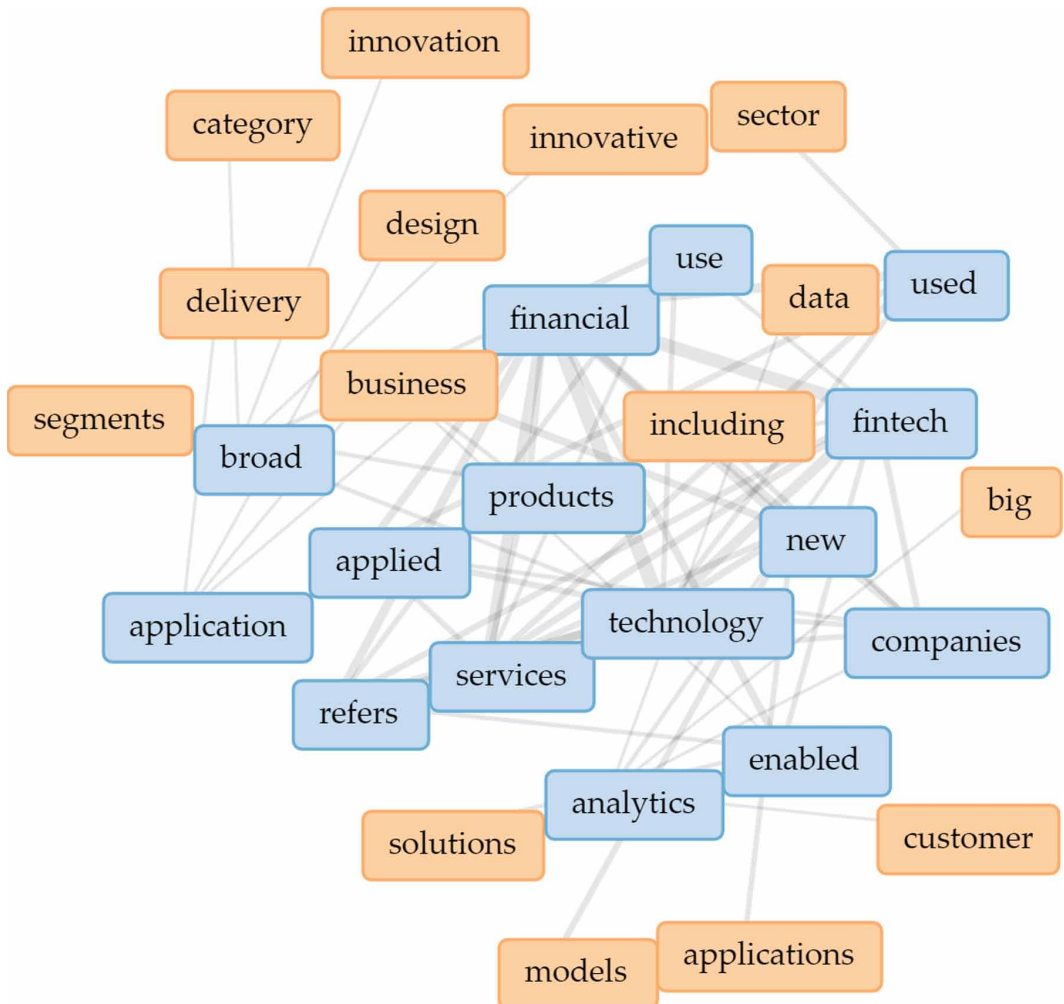 innovation
category
sector
innovative
design
use
used
delivery
data
financial
business
segments
including
fintech
broad
products
big
new
applied
application
technology
companies
services
refers
enabled
analytics
solutions
customer
applications
models